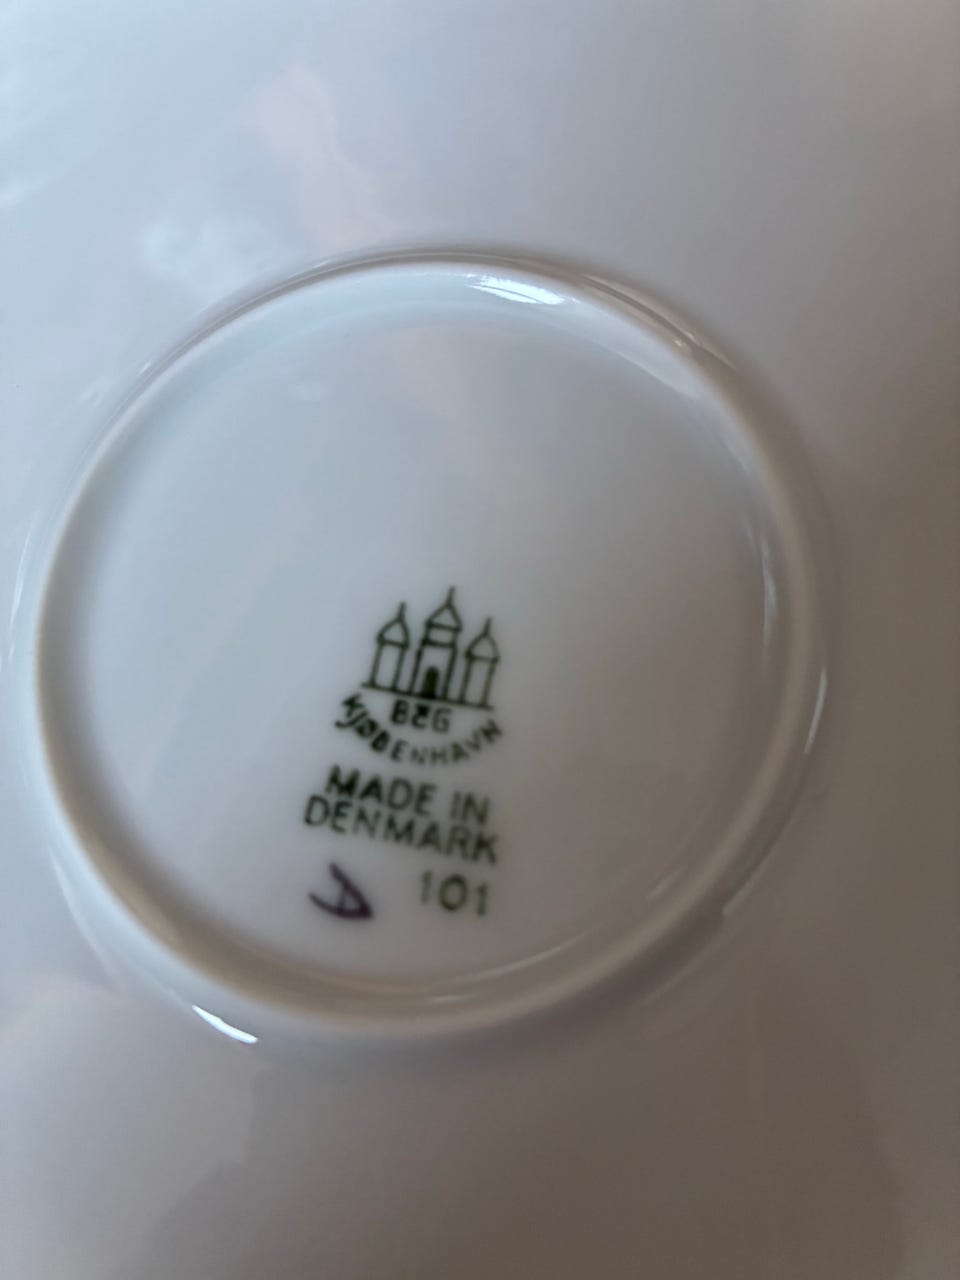 B&G
KJØBENHAVN
MADE IN
DENMARK
A 101